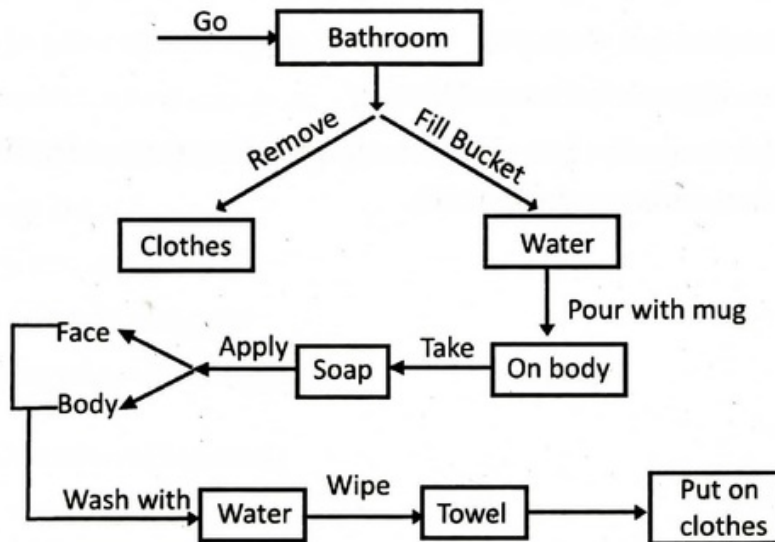 Go
Bathroom
Remove
Fill Bucket
Clothes
Water
Pour with mug
Face
Apply
Soap
Take
On body
Body
Wash with
Water
Wipe
Towel
Put on
clothes